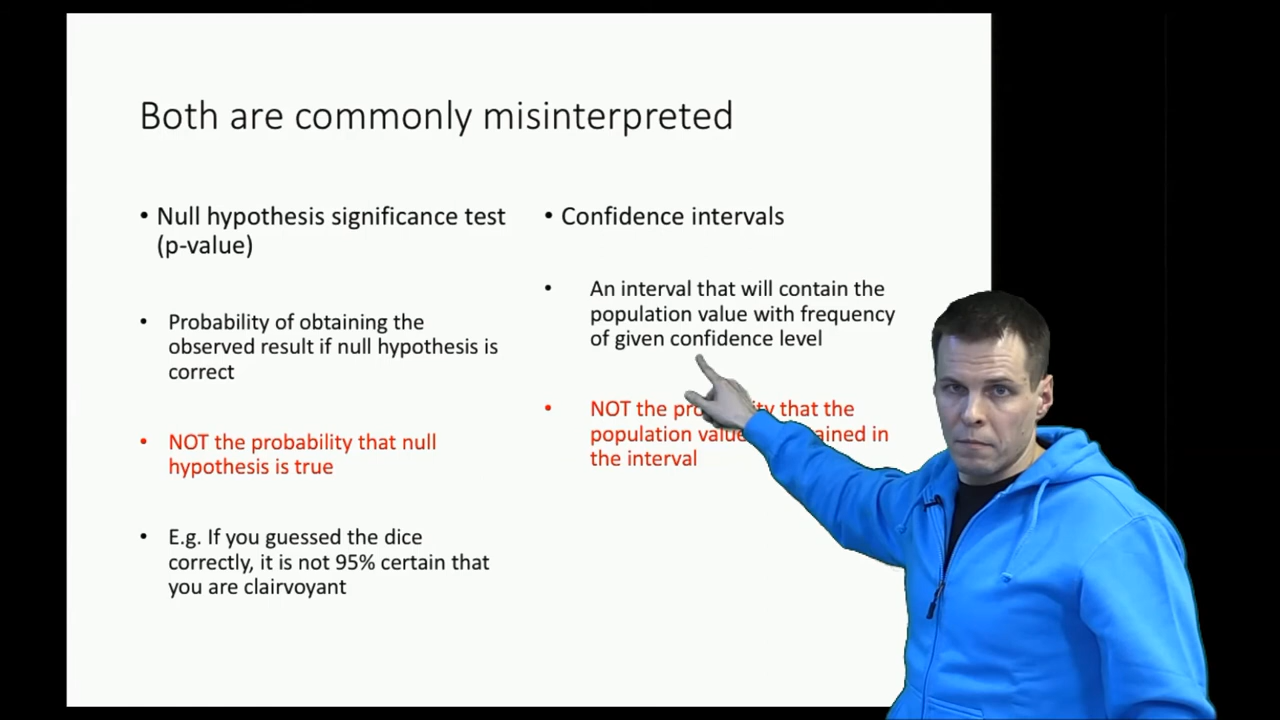 Both are commonly misinterpreted
• Null hypothesis significance test
(p-value)
• Probability of obtaining the
observed result if null hypothesis is
correct
• NOT the probability that null
hypothesis is true
• E.g. If you guessed the dice
correctly, it is not 95% certain that
you are clairvoyant
• Confidence intervals
• An interval that will contain the
population value with frequency
of given confidence level
• NOT the that the
population in
the interval